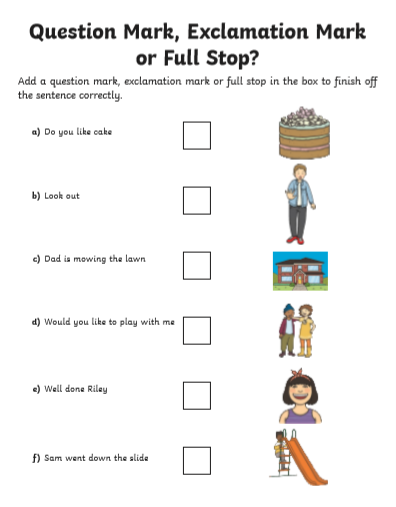 Question Mark, Exclamation Mark
or Full Stop?
Add a question mark, exclamation mark or full stop in the box to finish off
the sentence correctly.
a) Do you like cake
b) Look out
c) Dad is mowing the lawn
d) Would you like to play with me
e) Well done Riley
f) Sam went down the slide